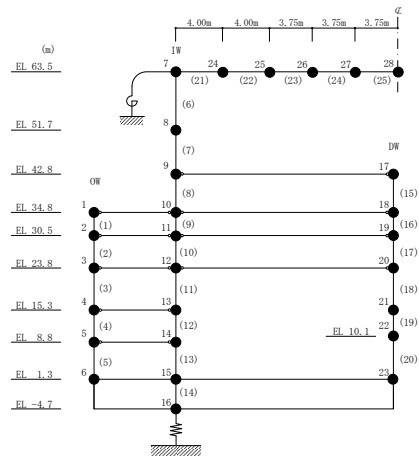 ℄
4.00m 4.00m 3.75m 3.75m 3.75m
(m) IW
EL 63.5 7 24 25 26 27 28
(21) (22) (23) (24) (25)
(6)
EL 51.7 8
(7) DW
EL 42.8 9 17
OW (8) (15)
EL 34.8 1 10 18
(1) (9) (16)
EL 30.5 2 11 19
(2) (10) (17)
EL 23.8 3 12 20
(3) (11) (18)
EL 15.3 4 13 21
(4) (12) (19)
EL 8.8 5 14 EL 10.1 22
(5) (13) (20)
EL 1.3 6 15 23
(14)
EL -4.7 16